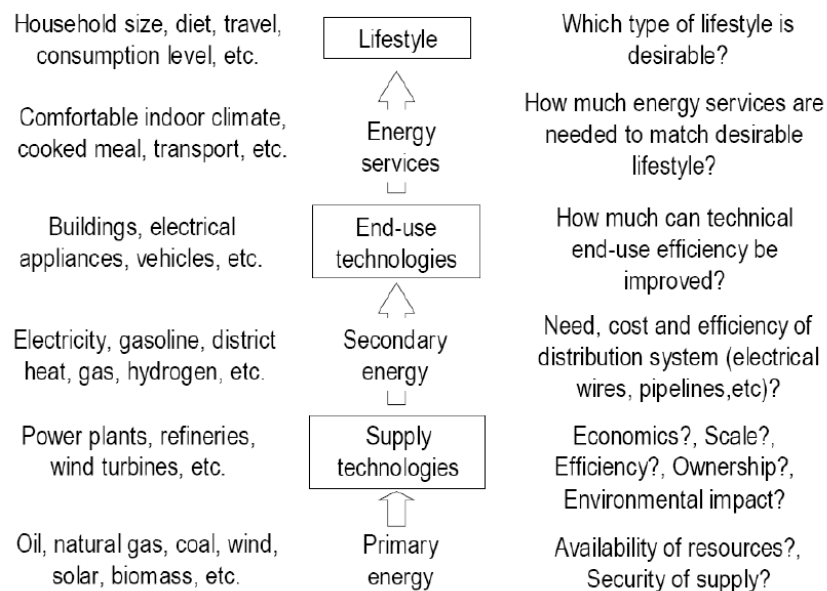 Household size, diet, travel,
consumption level, etc.
Lifestyle
Which type of lifestyle is
desirable?
Comfortable indoor climate,
cooked meal, transport, etc.
Energy
services
How much energy services are
needed to match desirable
lifestyle?
Buildings, electrical
appliances, vehicles, etc.
End-use
technologies
How much can technical
end-use efficiency be
improved?
Electricity, gasoline, district
heat, gas, hydrogen, etc.
Secondary
energy
Need, cost and efficiency of
distribution system (electrical
wires, pipelines,etc)?
Power plants, refineries,
wind turbines, etc.
Supply
technologies
Economics?, Scale?,
Efficiency?, Ownership?,
Environmental impact?
Oil, natural gas, coal, wind,
solar, biomass, etc.
Primary
energy
Availability of resources?,
Security of supply?